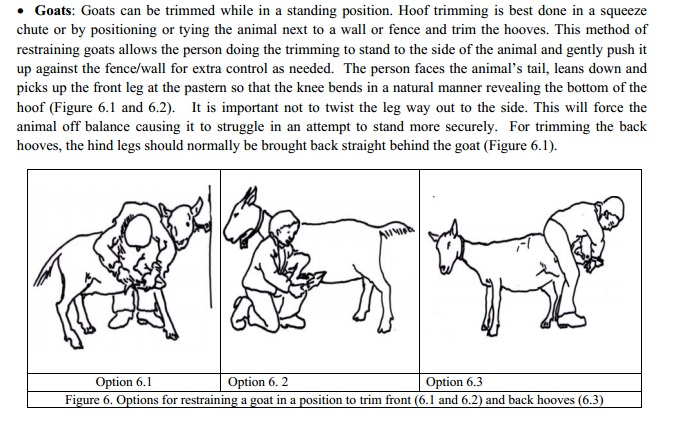 • Goats: Goats can be trimmed while in a standing position. Hoof trimming is best done in a squeeze
chute or by positioning or tying the animal next to a wall or fence and trim the hooves. This method of
restraining goats allows the person doing the trimming to stand to the side of the animal and gently push it
up against the fence/wall for extra control as needed. The person faces the animal's tail, leans down and
picks up the front leg at the pastern so that the knee bends in a natural manner revealing the bottom of the
hoof (Figure 6.1 and 6.2). It is important not to twist the leg way out to the side. This will force the
animal off balance causing it to struggle in an attempt to stand more securely. For trimming the back
hooves, the hind legs should normally be brought back straight behind the goat (Figure 6.1).
Option 6.1
Option 6. 2
Option 6.3
Figure 6. Options for restraining a goat in a position to trim front (6.1 and 6.2) and back hooves (6.3)